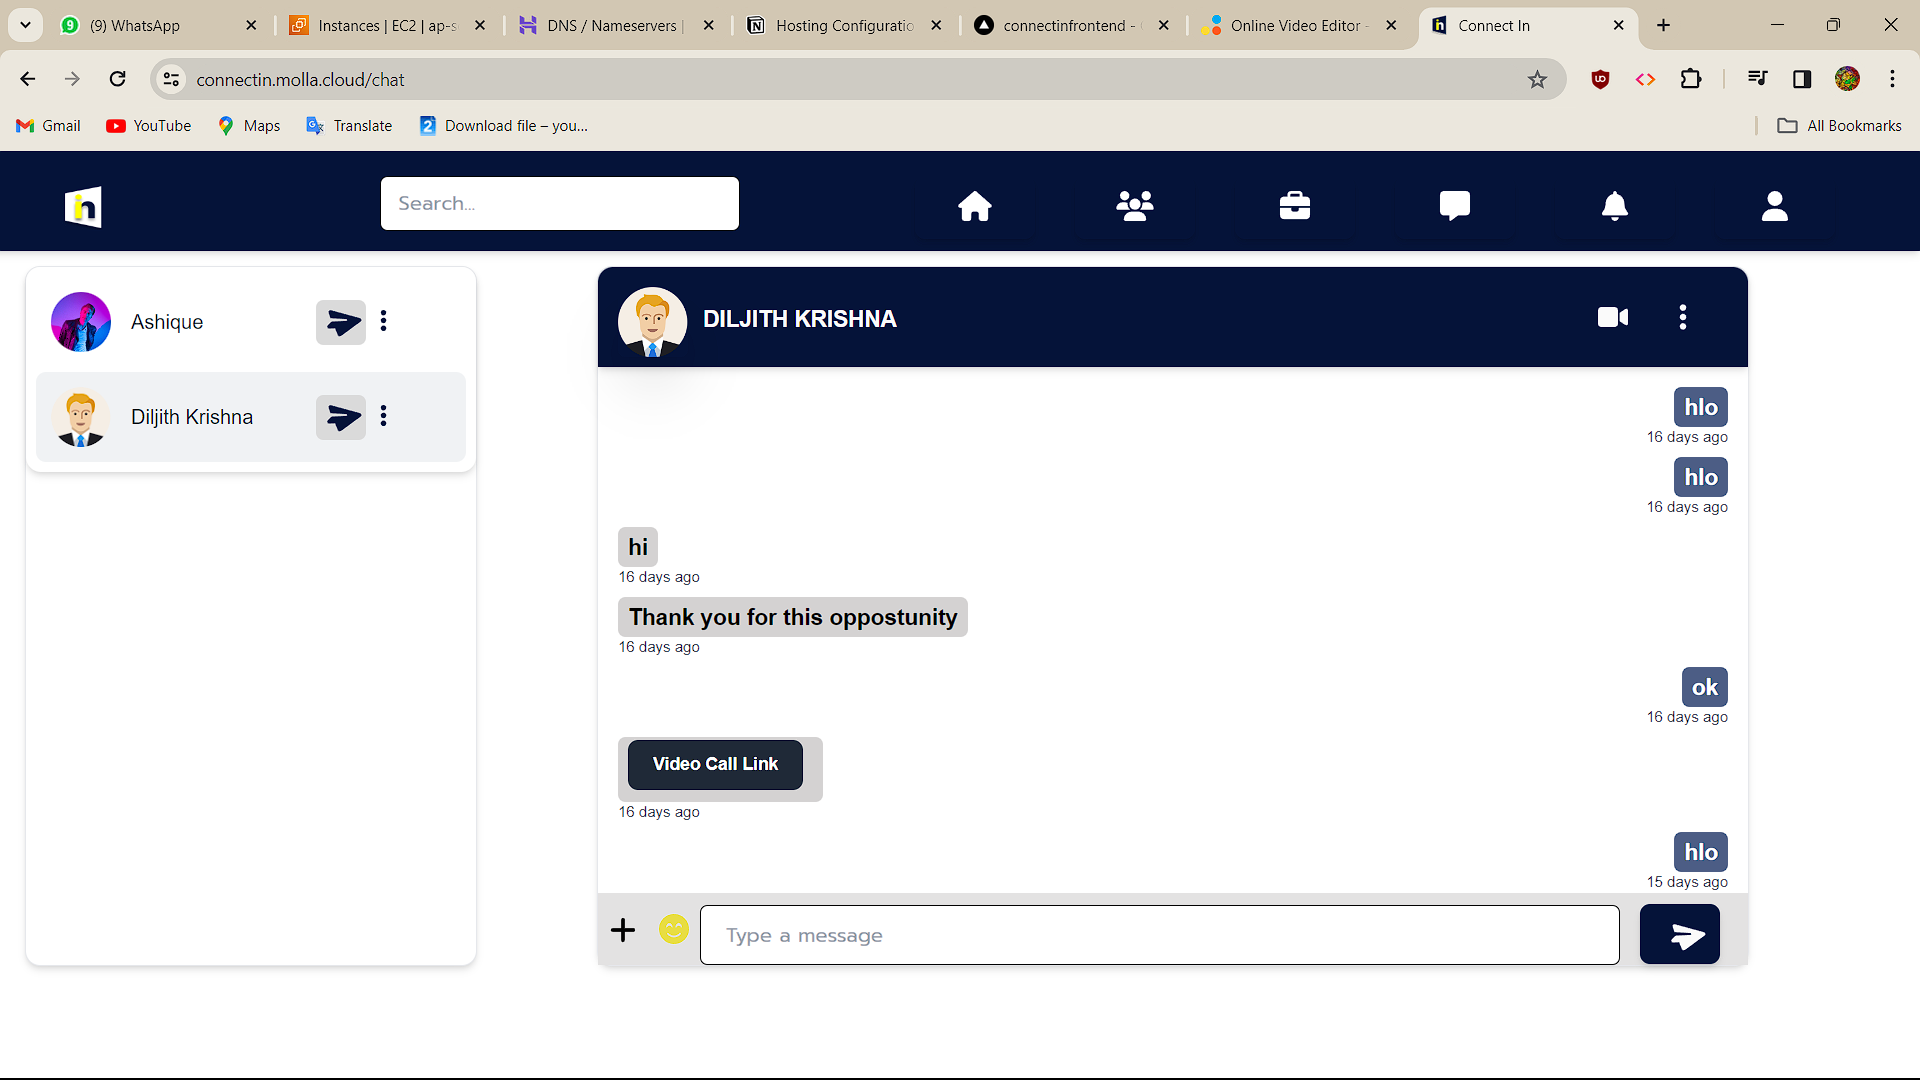 (9) WhatsApp
Instances | EC2 | ap-s
DNS / Nameservers |
Hosting Configuratio
connectinfrontend -
Online Video Editor -
Connect In
connectin.molla.cloud/chat
Gmail
YouTube
Maps
Translate
Download file – you...
All Bookmarks
in
Search...
Ashique
Diljith Krishna
DILJITH KRISHNA
hlo
16 days ago
hlo
16 days ago
hi
16 days ago
Thank you for this oppostunity
16 days ago
ok
16 days ago
Video Call Link
16 days ago
hlo
15 days ago
Type a message